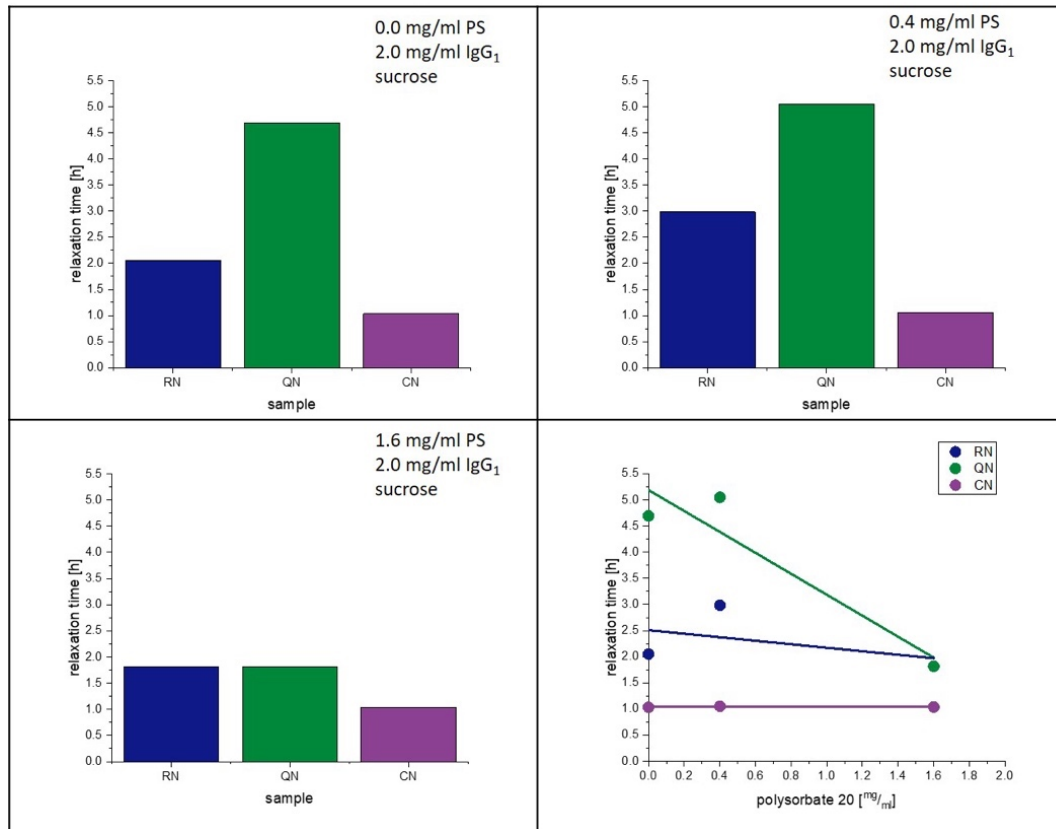 0.0 mg/ml PS
2.0 mg/ml IgG₁
sucrose
relaxation time [h]
5.5
5.0
4.5
4.0
3.5
3.0
2.5
2.0
1.5
1.0
0.5
0.0
RN QN CN
sample
0.4 mg/ml PS
2.0 mg/ml IgG₁
sucrose
relaxation time [h]
5.5
5.0
4.5
4.0
3.5
3.0
2.5
2.0
1.5
1.0
0.5
0.0
RN QN CN
sample
1.6 mg/ml PS
2.0 mg/ml IgG₁
sucrose
relaxation time [h]
5.5
5.0
4.5
4.0
3.5
3.0
2.5
2.0
1.5
1.0
0.5
0.0
RN QN CN
sample
RN
QN
CN
relaxation time [h]
5.5
5.0
4.5
4.0
3.5
3.0
2.5
2.0
1.5
1.0
0.5
0.0
0.0 0.2 0.4 0.6 0.8 1.0 1.2 1.4 1.6 1.8 2.0
polysorbate 20 [mg/ml]